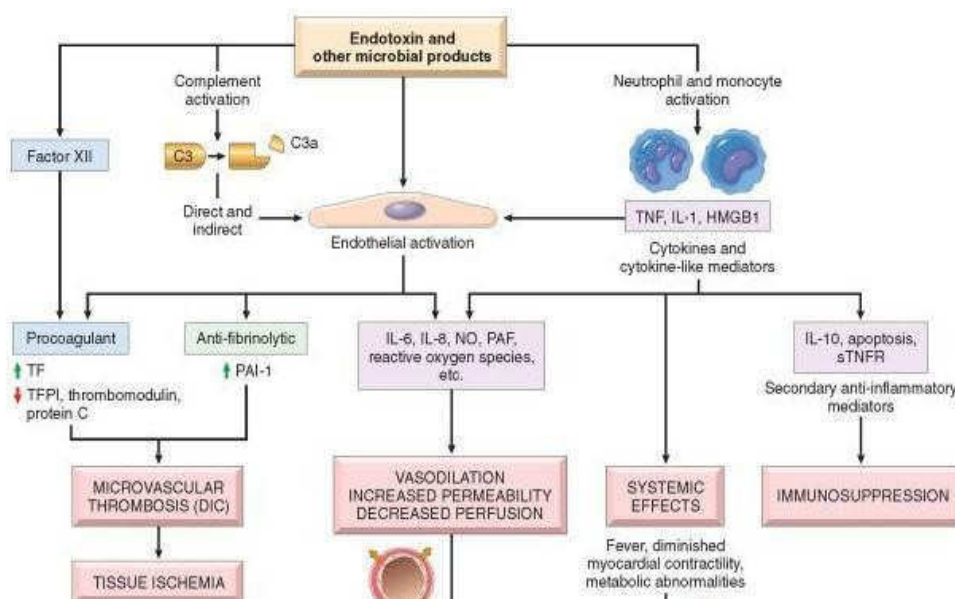 Endotoxin and
other microbial products
Complement
activation
Neutrophil and monocyte
activation
Factor XII
C3
C3a
Direct and
indirect
Endothelial activation
TNF, IL-1, HMGB1
Cytokines and
cytokine-like mediators
Procoagulant
TF
TFPI, thrombomodulin,
protein C
Anti-fibrinolytic
PAI-1
IL-6, IL-8, NO, PAF,
reactive oxygen species,
etc.
IL-10, apoptosis,
sTNFR
Secondary anti-inflammatory
mediators
MICROVASCULAR
THROMBOSIS (DIC)
VASODILATION
INCREASED PERMEABILITY
DECREASED PERFUSION
SYSTEMIC
EFFECTS
IMMUNOSUPPRESSION
Fever, diminished
myocardial contractility,
metabolic abnormalities
TISSUE ISCHEMIA